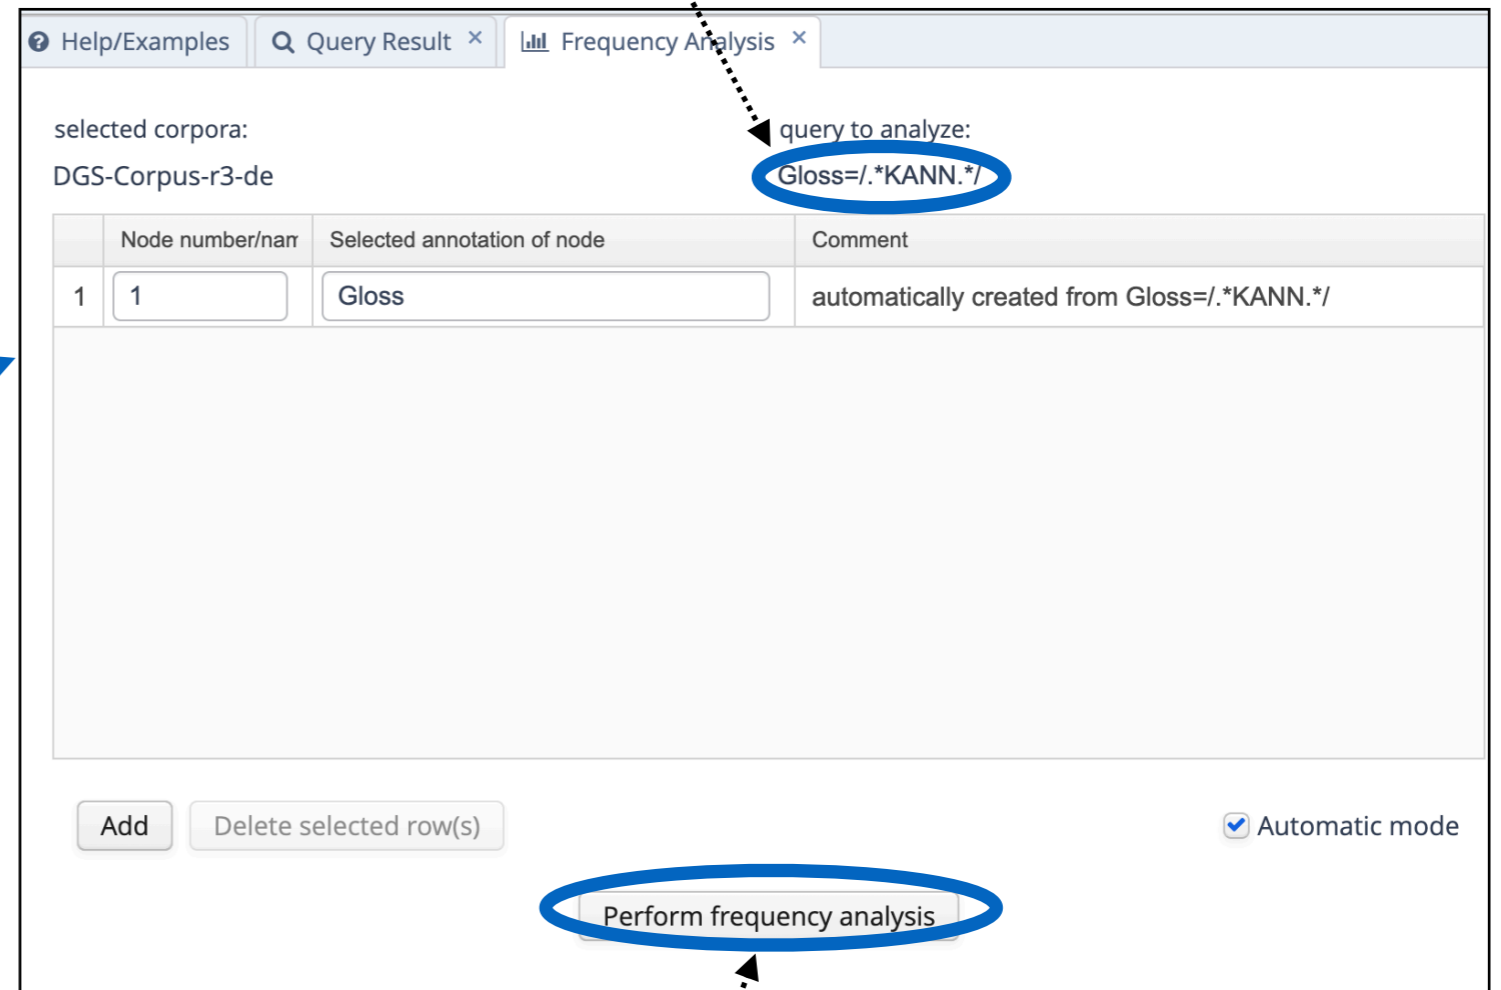 Help/Examples Query Result × Frequency Analysis ×
selected corpora: query to analyze:
DGS-Corpus-r3-de Gloss=/.*KANN.*/
Node number/nam Selected annotation of node Comment
1 1 Gloss automatically created from Gloss=/.*KANN.*/
Add Delete selected row(s) Automatic mode
Perform frequency analysis